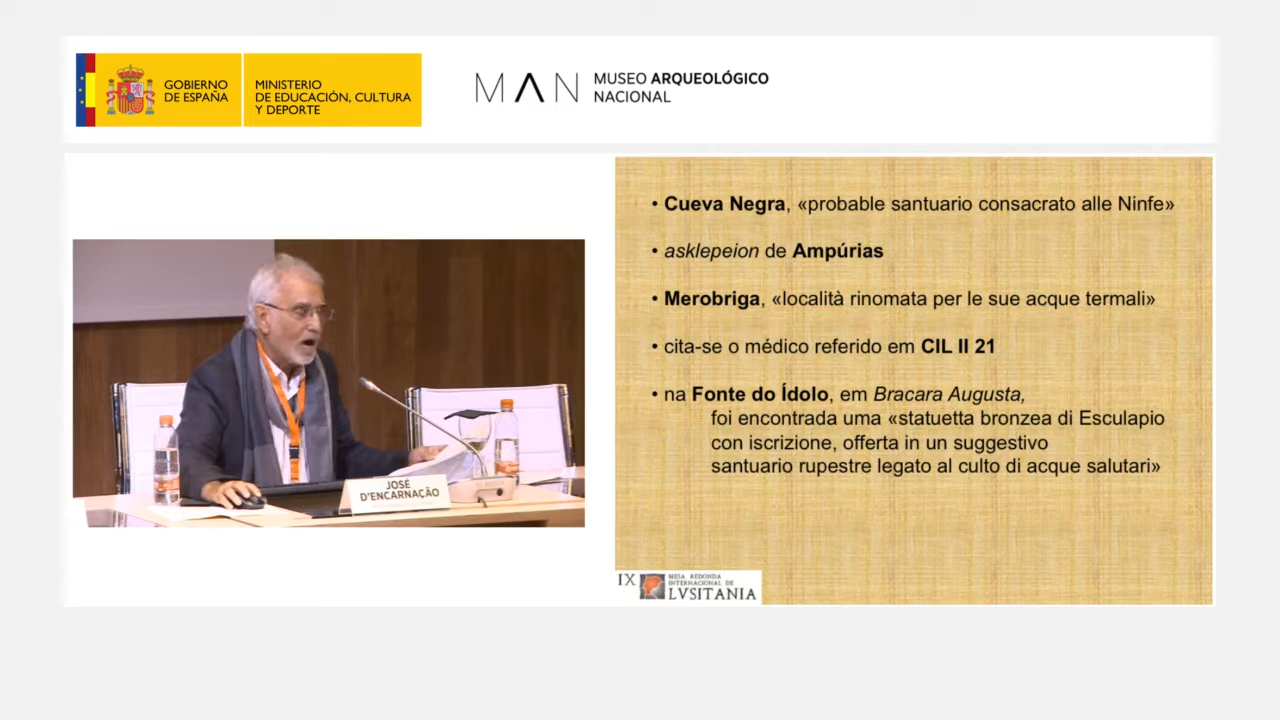 GOBIERNO
DE ESPAÑA
MINISTERIO
DE EDUCACIÓN, CULTURA
Y DEPORTE
MAN
MUSEO ARQUEOLÓGICO
NACIONAL
• Cueva Negra, «probable santuario consacrato alle Ninfe»
• asklepeion de Ampúrias
• Merobriga, «località rinomata per le sue acque termali»
• cita-se o médico referido em CIL II 21
• na Fonte do Ídolo, em Bracara Augusta,
foi encontrada uma «statuetta bronzea di Esculapio
con iscrizione, offerta in un suggestivo
santuario rupestre legato al culto di acque salutari»
JOSÉ
D'ENCARNAÇÃO
IX
MESA REDONDA
INTERNACIONAL DE
LVSITANIA